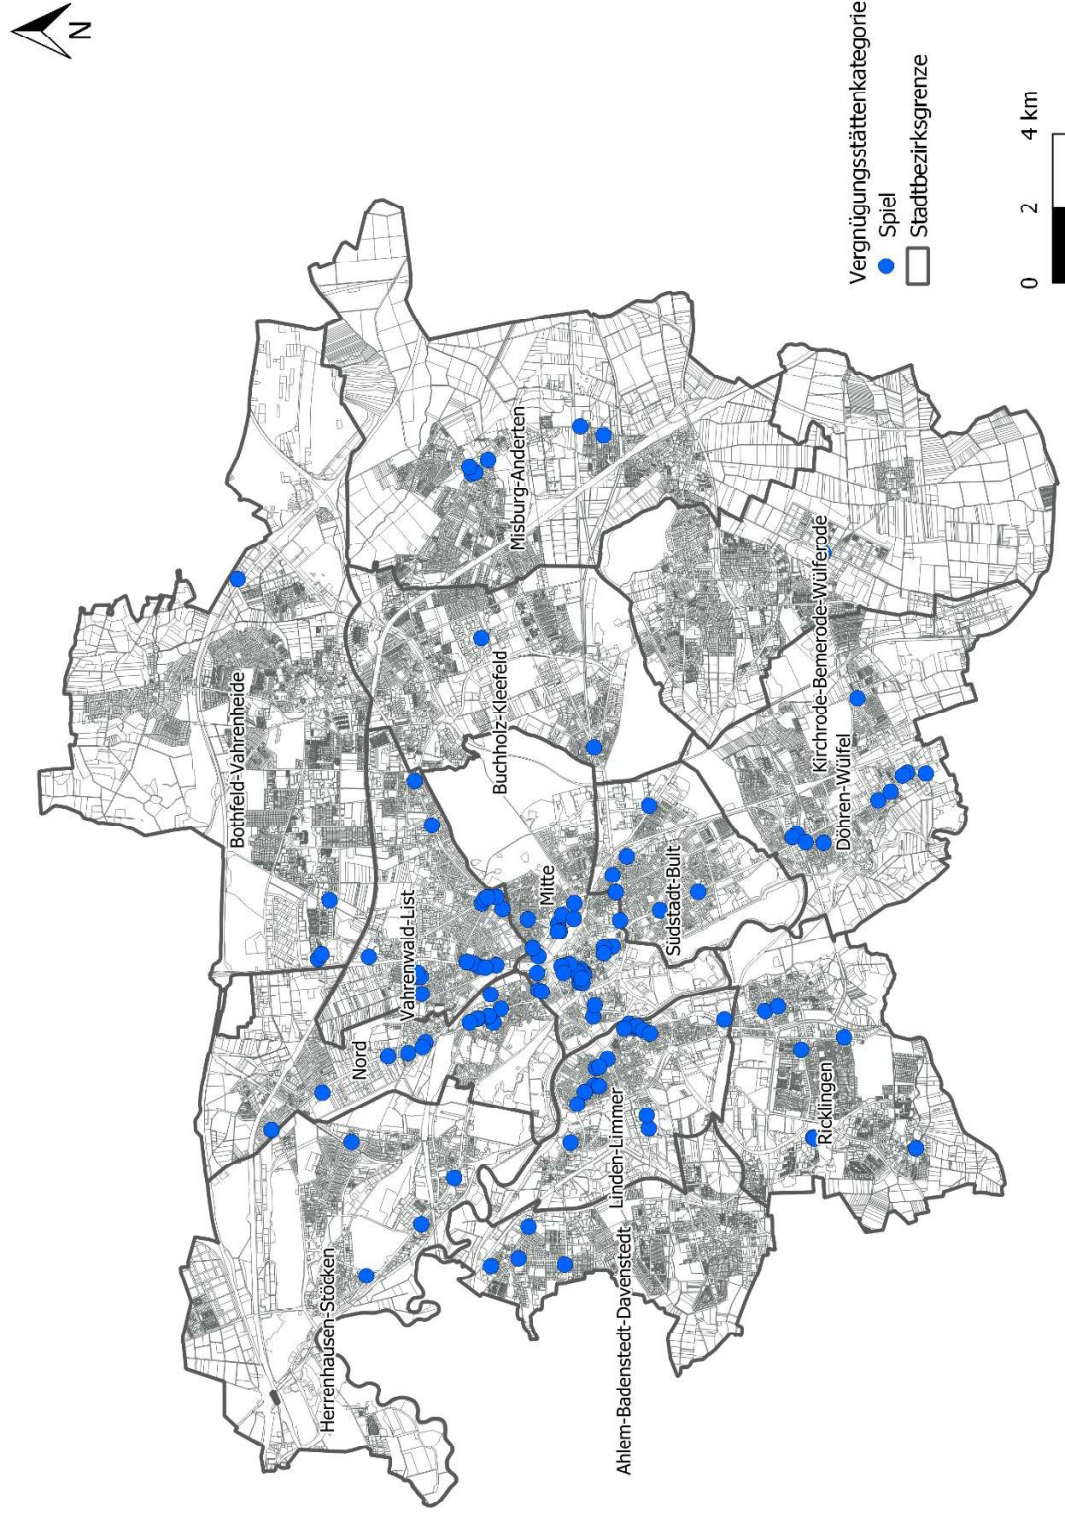 N
Vergnügungsstättenkategorie
Spiel
Stadtbezirksgrenze
0 2 4 km
Herrenhausen-Stöcken
Nord
Bothfeld-Vahrenheide
Vahrenwald-List
Misburg-Anderten
Buchholz-Kleefeld
Mitte
Ahlem-Badenstedt-Davenstedt
Linden-Limmer
Südstadt-Bult
Ricklingen
Döhren-Wülfel
Kirchrode-Bemerode-Wülferode